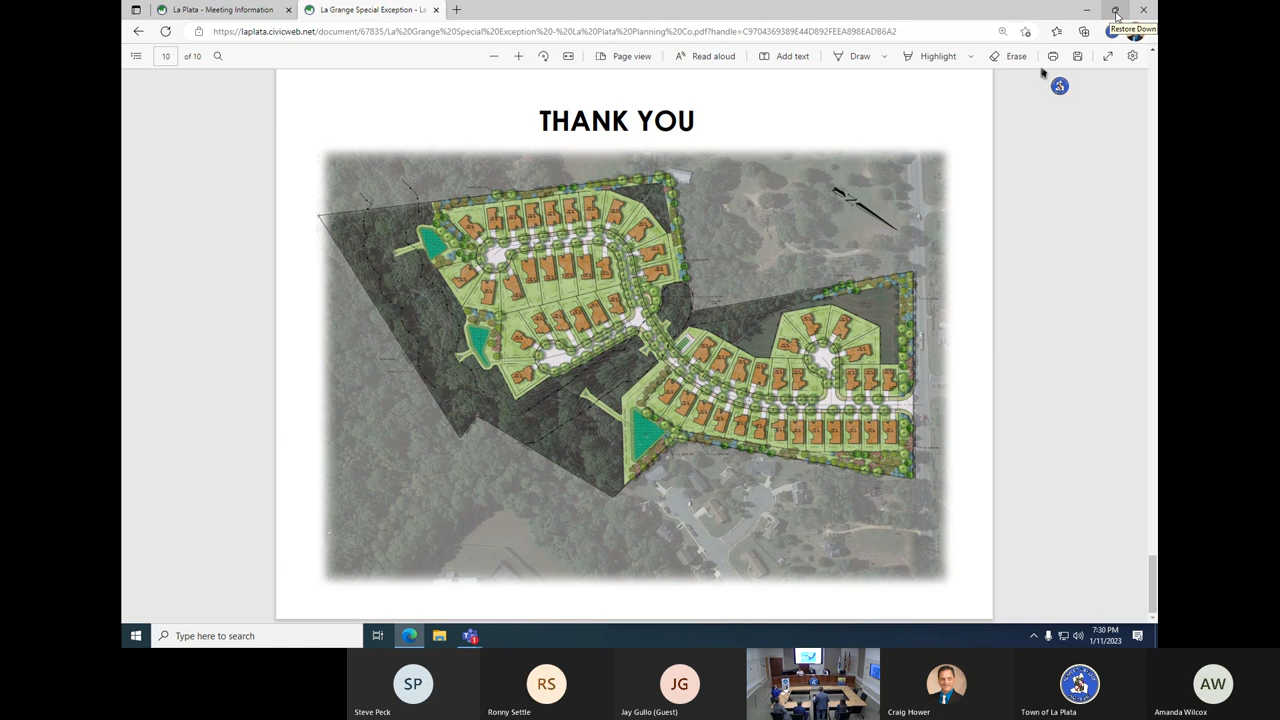 La Plata - Meeting Information
La Grange Special Exception - La
https://laplata.civicweb.net/document/67835/La%20Grange%20Special%20Exception%20-%20La%20Plata%20Planning%20Co.pdf?handle=C9704369389E44D892FEEA898EADB6A2
Restore Down
10 of 10
Page view
Read aloud
Add text
Draw
Highlight
Erase
THANK YOU
Type here to search
7:30 PM
1/11/2023
SP
RS
JG
AW
Steve Peck
Ronny Settle
Jay Gullo (Guest)
Craig Hower
Town of La Plata
Amanda Wilcox